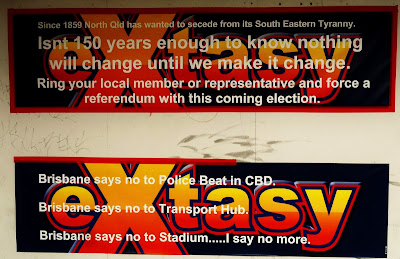 Since 1859 North Qld has wanted to secede from its South Eastern Tyranny.
Isnt 150 years enough to know nothing
will change until we make it change.
Ring your local member or representative and force a
referendum with this coming election.
eXtasy
Brisbane says no to Police Beat in CBD.
Brisbane says no to Transport Hub.
Brisbane says no to Stadium.....I say no more.
eXtasy